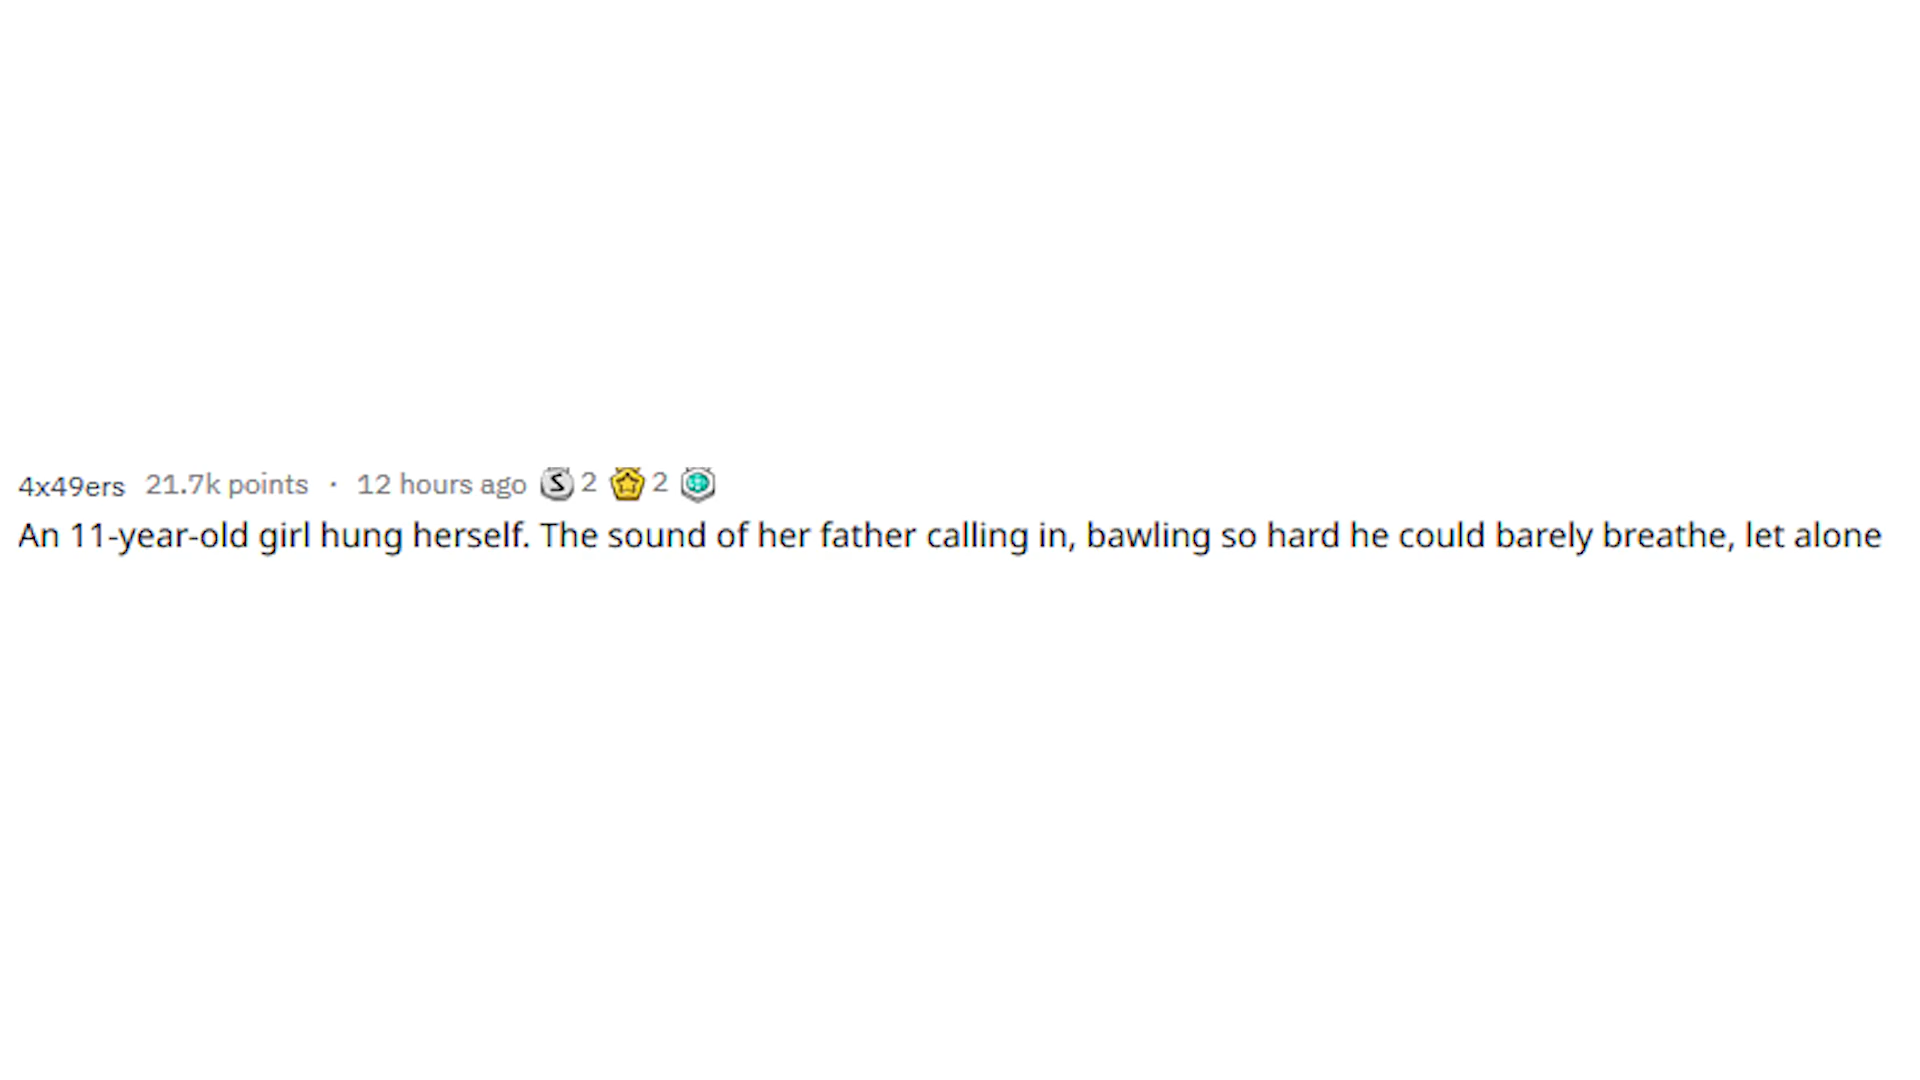 4x49ers 21.7k points · 12 hours ago S 2 2
An 11-year-old girl hung herself. The sound of her father calling in, bawling so hard he could barely breathe, let alone